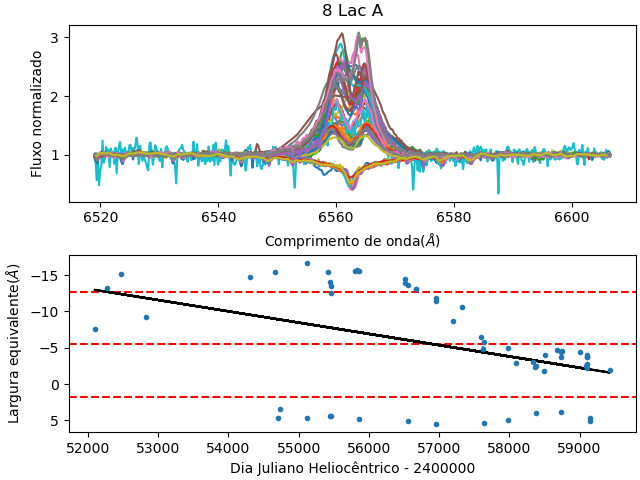 8 Lac A
Fluxo normalizado
3
2
1
6520 6540 6560 6580 6600
Comprimento de onda(Å)
Largura equivalente(Å)
−15
−10
−5
0
5
52000 53000 54000 55000 56000 57000 58000 59000
Dia Juliano Heliocêntrico - 2400000